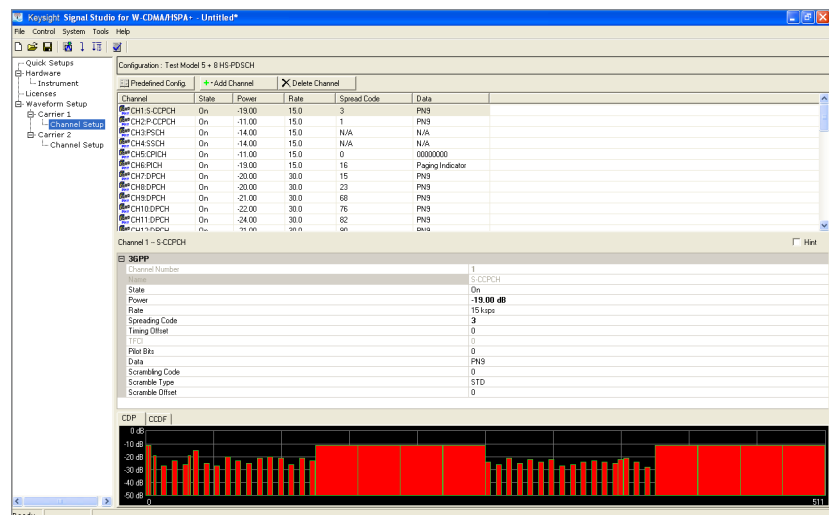 Keysight Signal Studio for W-CDMA/HSPA+ - Untitled*
File Control System Tools Help
Quick Setups
Hardware
Instrument
Licenses
Waveform Setup
Carrier 1
Channel Setup
Carrier 2
Channel Setup
Configuration : Test Model 5 + 8 HS-PDSCH
Predefined Config. Add Channel Delete Channel
Channel State Power Rate Spread Code Data
CH1:S-CCPCH On -19.00 15.0 3 PN9
CH2:P-CCPCH On -11.00 15.0 1 PN9
CH3:PSCH On -14.00 15.0 N/A N/A
CH4:SSCH On -14.00 15.0 N/A N/A
CH5:CPICH On -11.00 15.0 0 00000000
CH6:PICH On -19.00 15.0 16 Paging Indicator
CH7:DPCH On -20.00 30.0 15 PN9
CH8:DPCH On -20.00 30.0 23 PN9
CH9:DPCH On -21.00 30.0 68 PN9
CH10:DPCH On -22.00 30.0 76 PN9
CH11:DPCH On -24.00 30.0 82 PN9
CH12:DPCH On -21.00 30.0 90 PN9
Channel 1 -- S-CCPCH Hint
3GPP
Channel Number 1
Name S-CCPCH
State On
Power -19.00 dB
Rate 15 ksps
Spreading Code 3
Timing Offset 0
TFCI 0
Pilot Bits 0
Data PN9
Scrambling Code 0
Scramble Type STD
Scramble Offset 0
CDP CCDF
0 dB
-10 dB
-20 dB
-30 dB
-40 dB
-50 dB
0 511
Ready